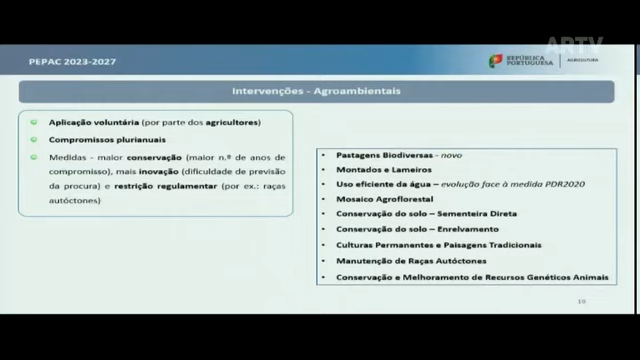 ARTV
PEPAC 2023-2027
REPÚBLICA
PORTUGUESA
AGRICULTURA
Intervenções - Agroambientais
Aplicação voluntária (por parte dos agricultores)
Compromissos plurianuais
Medidas - maior conservação (maior n.º de anos de
compromisso), mais inovação (dificuldade de previsão
da procura) e restrição regulamentar (por ex.: raças
autóctones)
• Pastagens Biodiversas - novo
• Montados e Lameiros
• Uso eficiente da água – evolução face à medida PDR2020
• Mosaico Agroflorestal
• Conservação do solo – Sementeira Direta
• Conservação do solo – Enrelvamento
• Culturas Permanentes e Paisagens Tradicionais
• Manutenção de Raças Autóctones
• Conservação e Melhoramento de Recursos Genéticos Animais
10